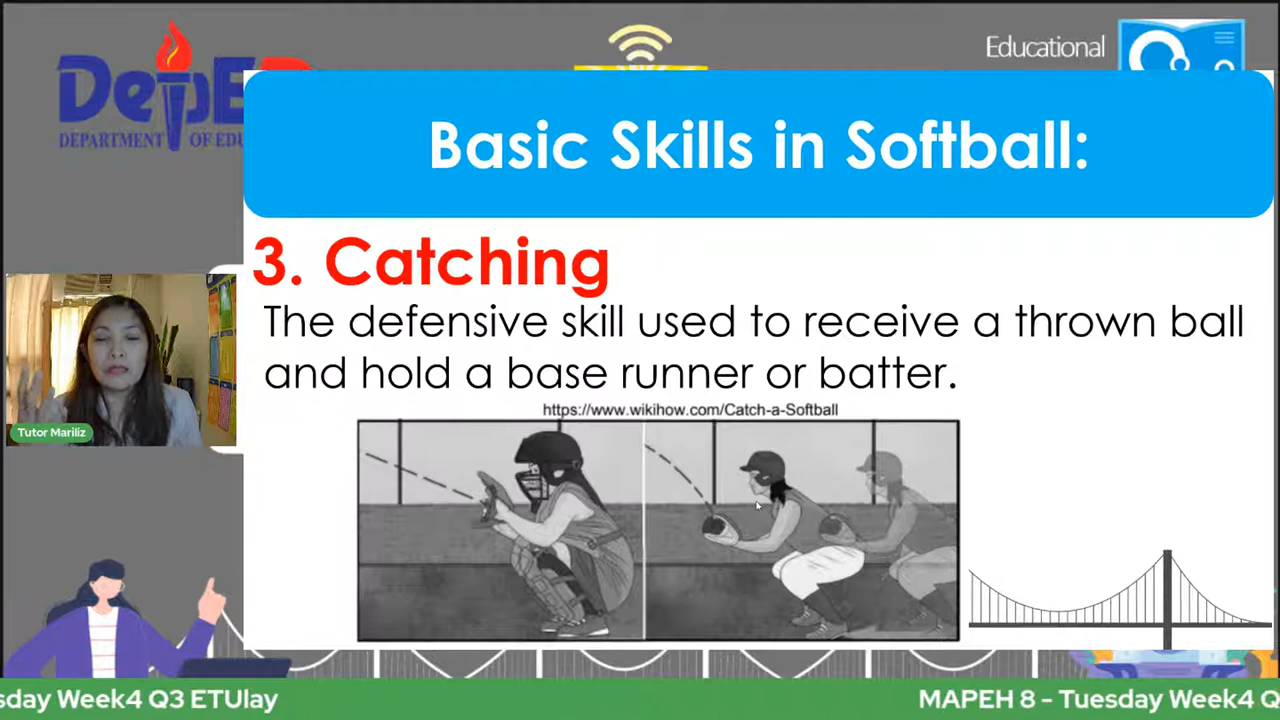 Educational
DEPARTMENT OF EDU
Basic Skills in Softball:
3. Catching
The defensive skill used to receive a thrown ball
and hold a base runner or batter.
https://www.wikihow.com/Catch-a-Softball
Tutor Mariliz
sday Week4 Q3 ETUlay
MAPEH 8 - Tuesday Week4 Q